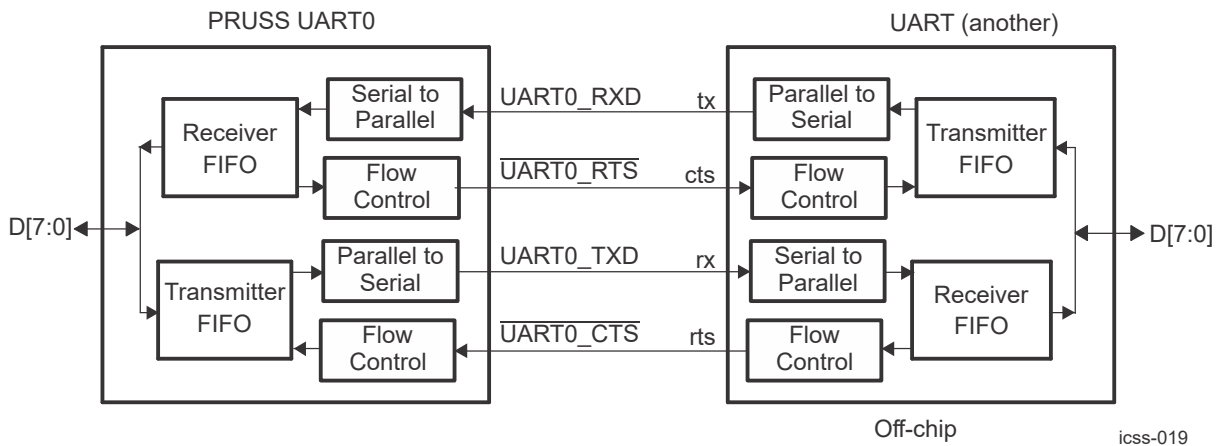 PRUSS UART0
UART (another)
Serial to
Parallel
UART0_RXD
tx
Parallel to
Serial
Receiver
FIFO
Transmitter
FIFO
Flow
Control
UART0_RTS
cts
Flow
Control
D[7:0]
D[7:0]
Parallel to
Serial
UART0_TXD
rx
Serial to
Parallel
Transmitter
FIFO
Receiver
FIFO
Flow
Control
UART0_CTS
rts
Flow
Control
Off-chip
icss-019